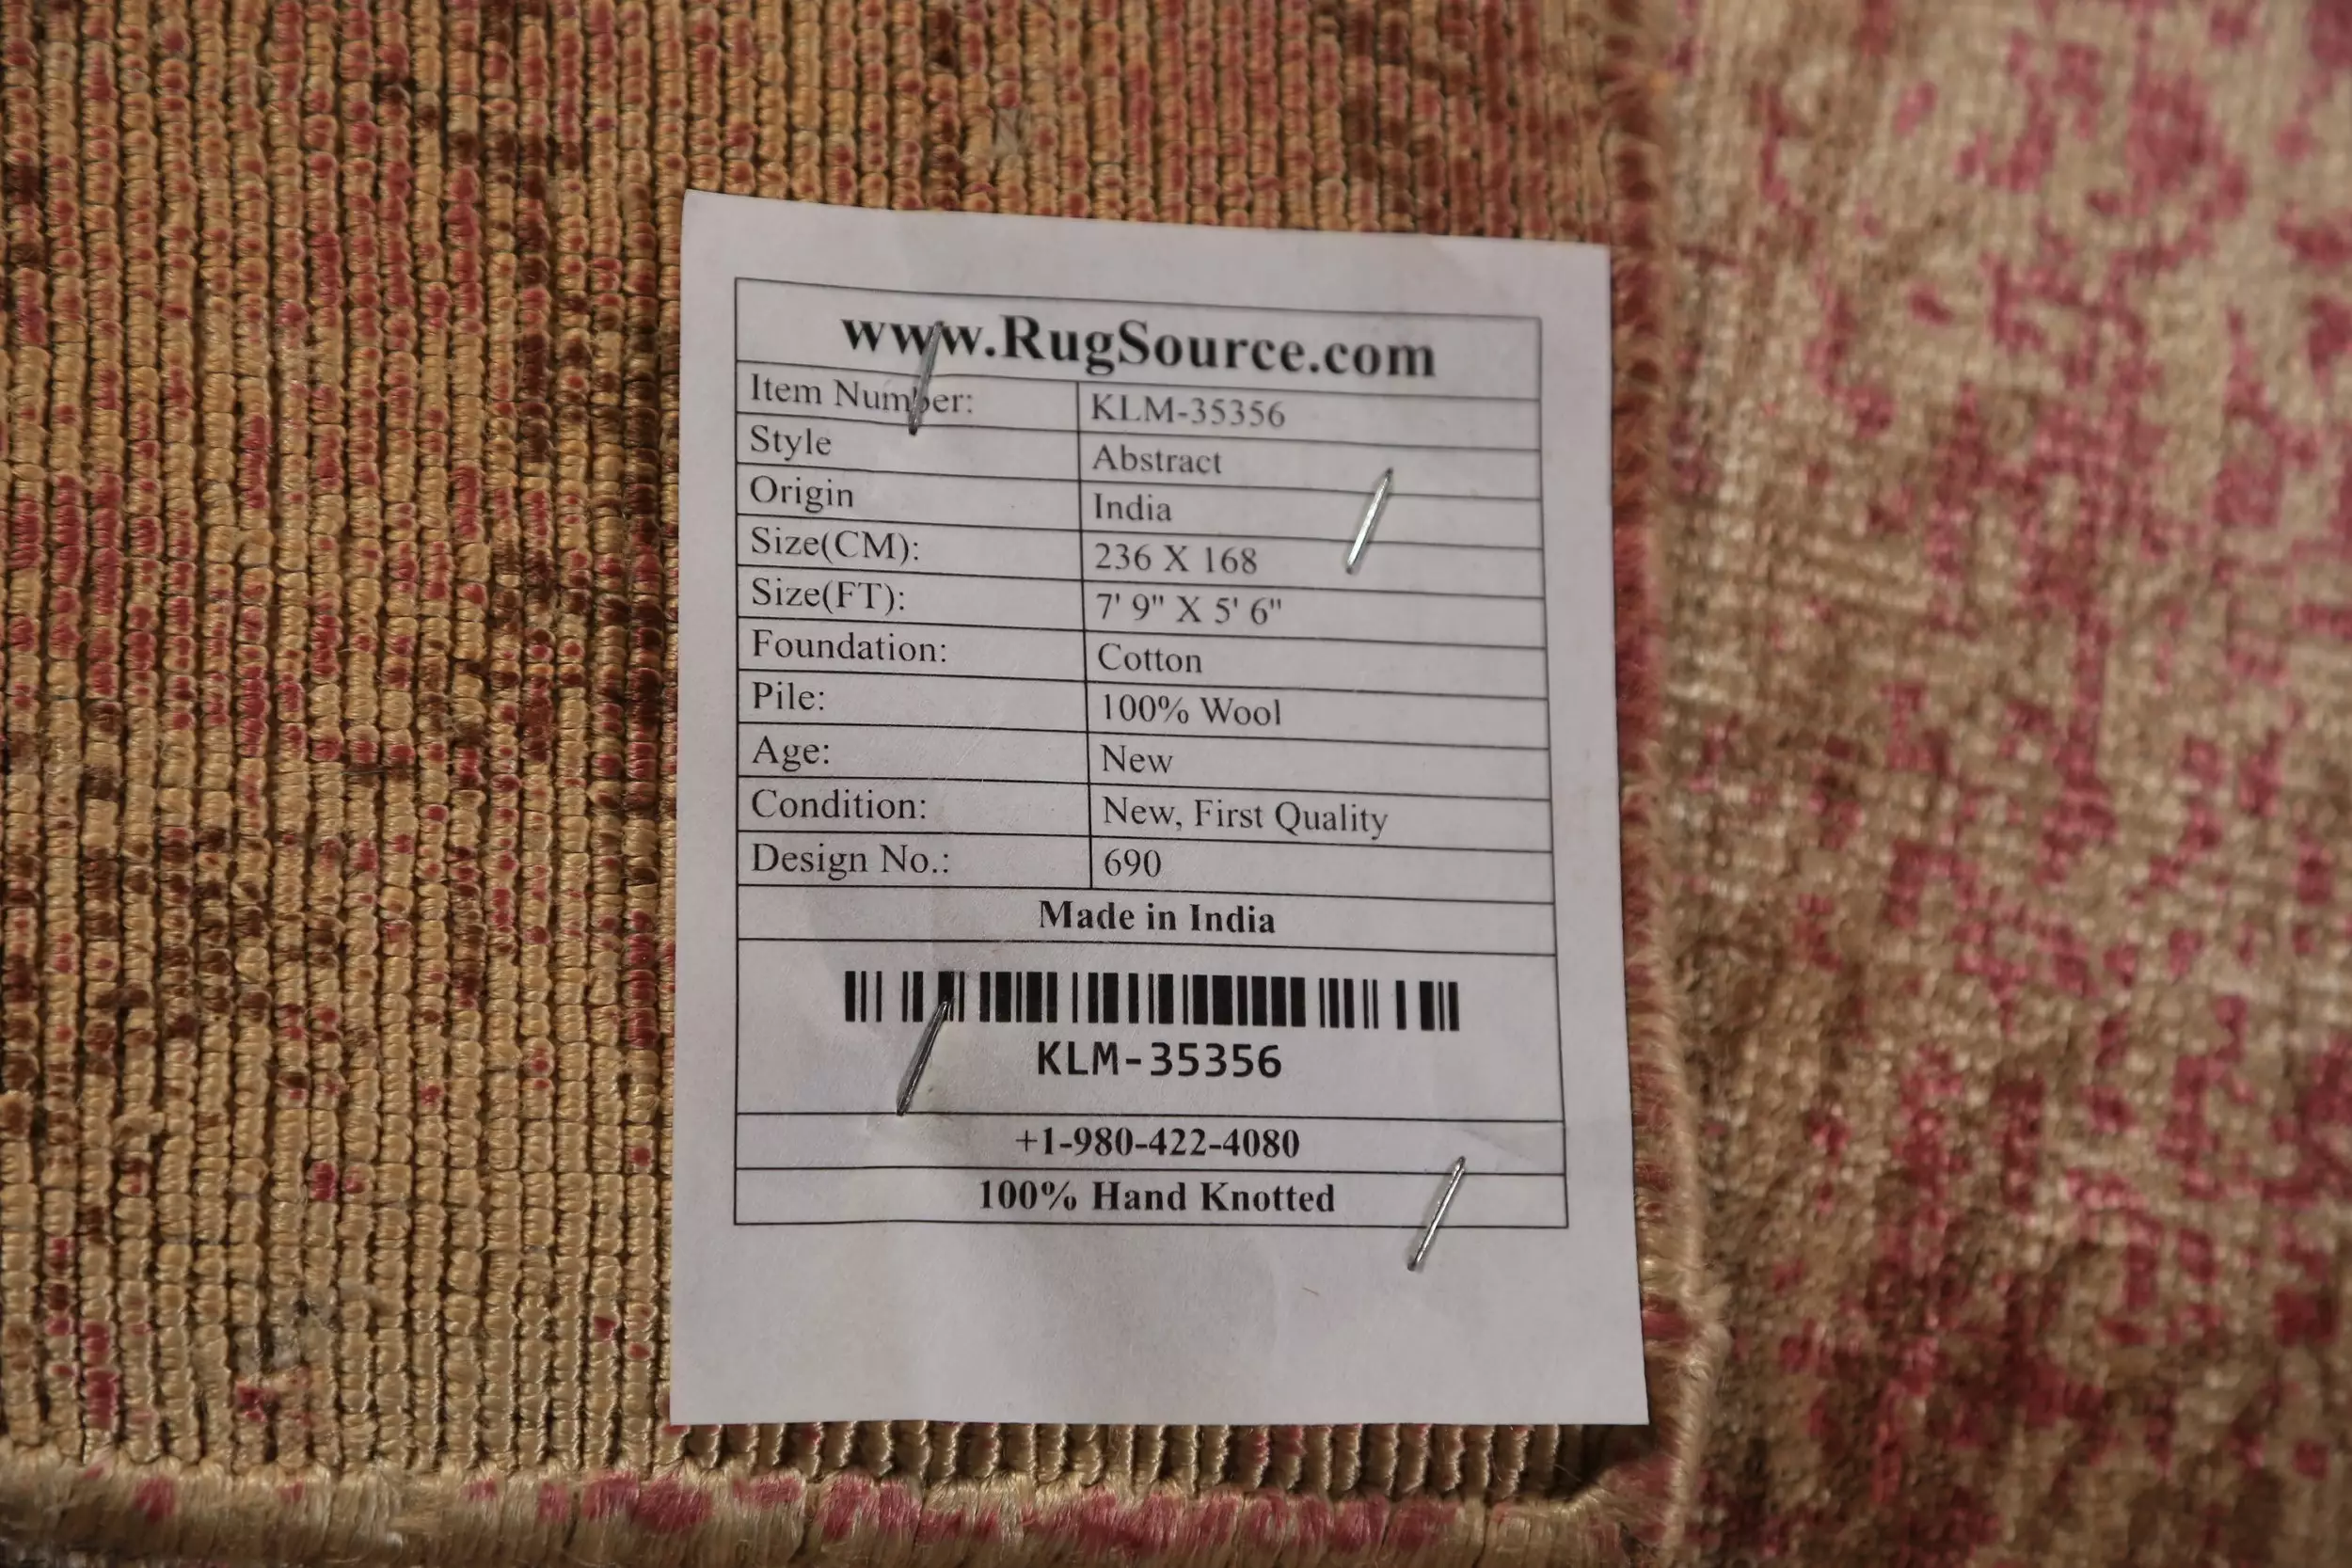 www.RugSource.com
Item Number: KLM-35356
Style Abstract
Origin India
Size(CM): 236 X 168
Size(FT): 7' 9" X 5' 6"
Foundation: Cotton
Pile: 100% Wool
Age: New
Condition: New, First Quality
Design No.: 690
Made in India
KLM-35356
+1-980-422-4080
100% Hand Knotted